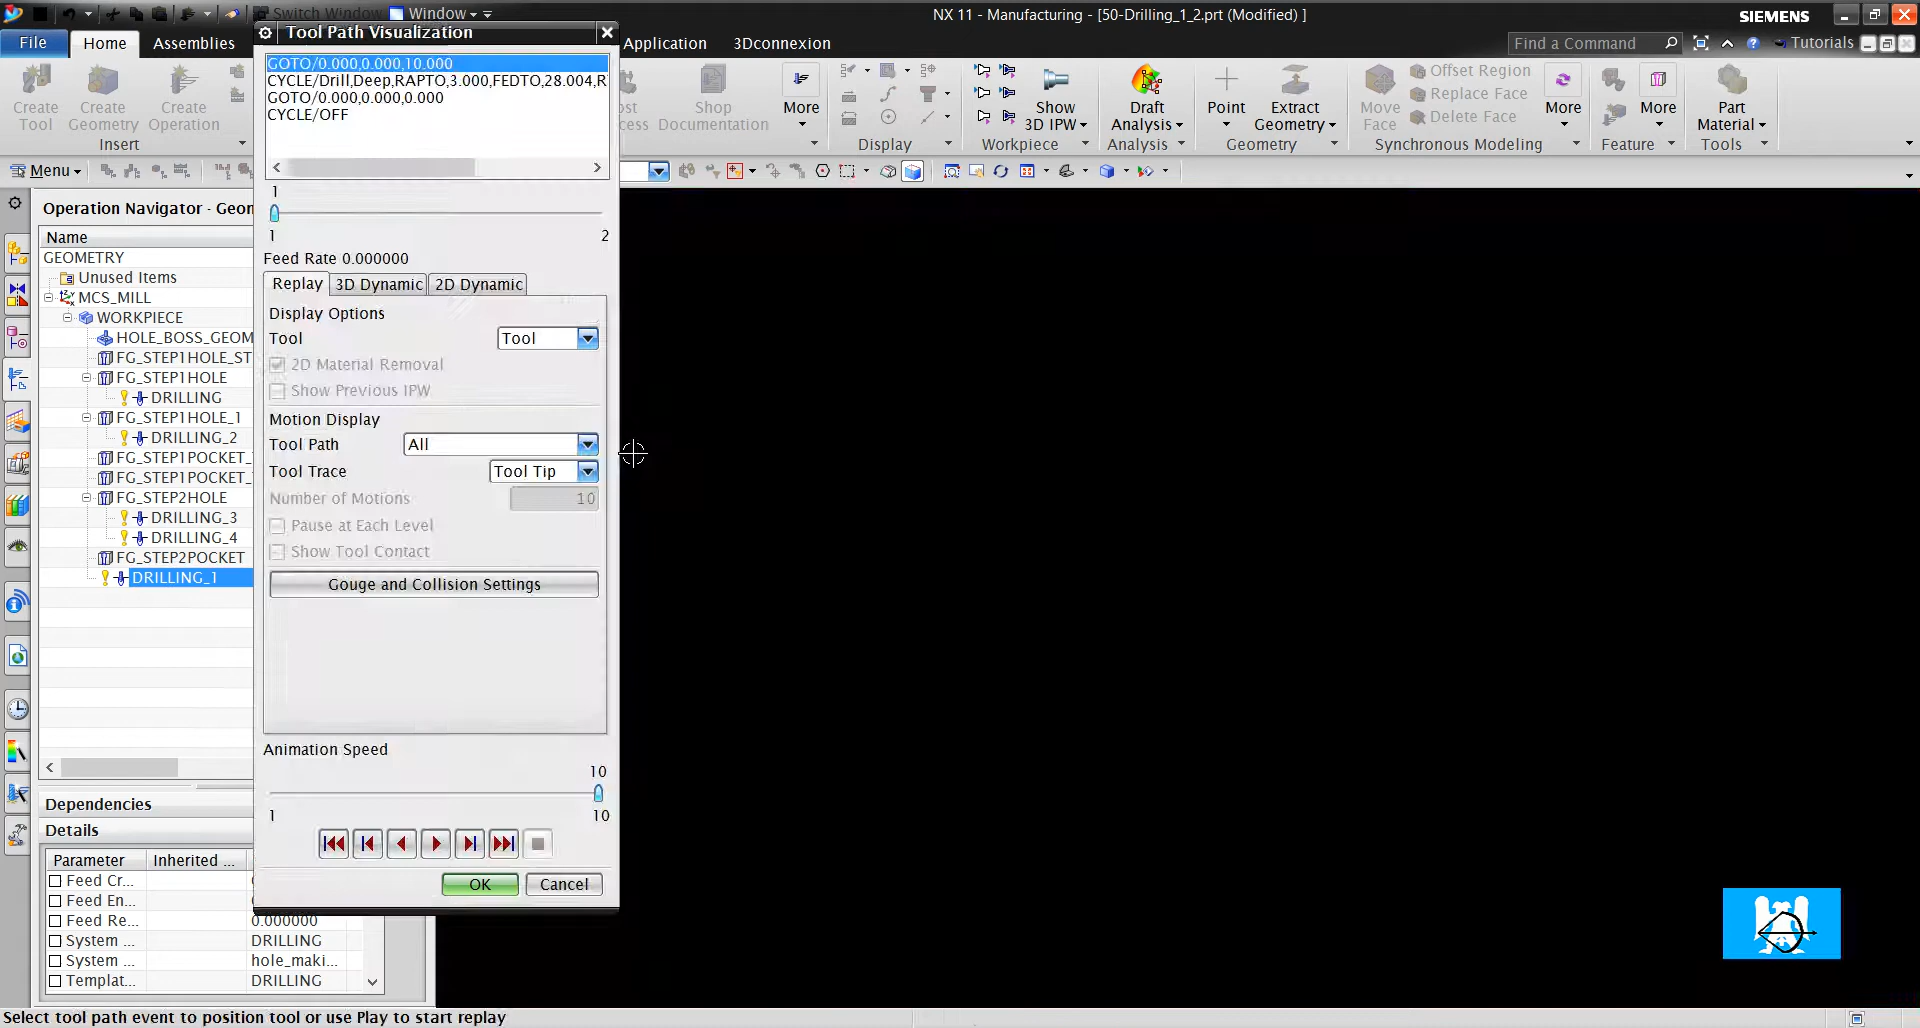 Switch Window
Window
NX 11 - Manufacturing - [50-Drilling_1_2.prt (Modified) ]
SIEMENS
File
Home
Assemblies
Tool Path Visualization
Application
3Dconnexion
Find a Command
Tutorials
Create Tool
Create Geometry
Create Operation
Insert
Shop Documentation
More
Display
Show 3D IPW
Workpiece
Draft Analysis
Analysis
Point
Extract Geometry
Geometry
Move Face
Offset Region
Replace Face
Delete Face
More
Synchronous Modeling
More
Feature
Part Material
Tools
Menu
GOTO/0.000,0.000,10.000
CYCLE/Drill,Deep,RAPTO,3.000,FEDTO,28.004,R
GOTO/0.000,0.000,0.000
CYCLE/OFF
1
1
2
Feed Rate 0.000000
Replay
3D Dynamic
2D Dynamic
Display Options
Tool
Tool
2D Material Removal
Show Previous IPW
Motion Display
Tool Path
All
Tool Trace
Tool Tip
Number of Motions
10
Pause at Each Level
Show Tool Contact
Gouge and Collision Settings
Animation Speed
10
1
10
OK
Cancel
Operation Navigator - Geon
Name
GEOMETRY
Unused Items
MCS_MILL
WORKPIECE
HOLE_BOSS_GEOM
FG_STEP1HOLE_ST
FG_STEP1HOLE
DRILLING
FG_STEP1HOLE_1
DRILLING_2
FG_STEP1POCKET_
FG_STEP1POCKET_
FG_STEP2HOLE
DRILLING_3
DRILLING_4
FG_STEP2POCKET
DRILLING_1
Dependencies
Details
Parameter
Inherited ...
Feed Cr...
Feed En...
Feed Re...
0.000000
System ...
DRILLING
System ...
hole_maki...
Templat...
DRILLING
Select tool path event to position tool or use Play to start replay